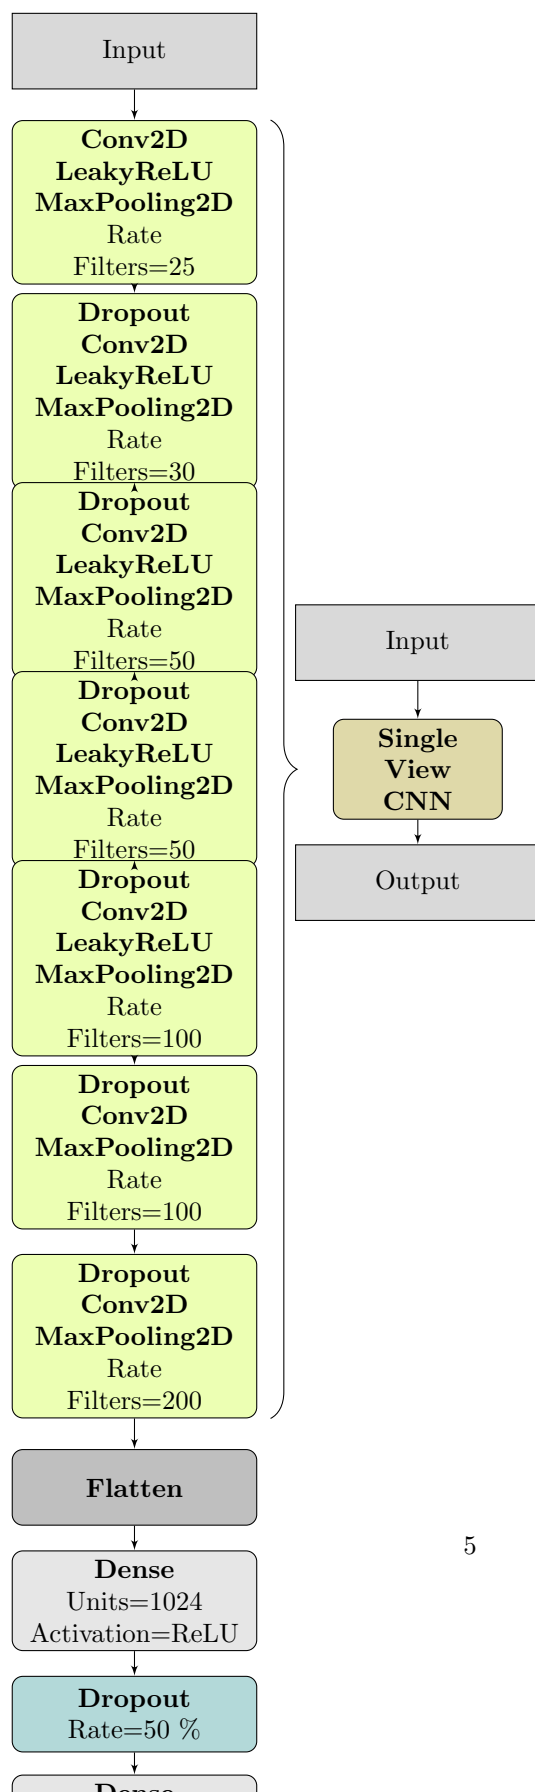 Input
Conv2D
LeakyReLU
MaxPooling2D
Rate
Filters=25
Dropout
Conv2D
LeakyReLU
MaxPooling2D
Rate
Filters=30
Dropout
Conv2D
LeakyReLU
MaxPooling2D
Rate
Filters=50
Dropout
Conv2D
LeakyReLU
MaxPooling2D
Rate
Filters=50
Dropout
Conv2D
LeakyReLU
MaxPooling2D
Rate
Filters=100
Dropout
Conv2D
MaxPooling2D
Rate
Filters=100
Dropout
Conv2D
MaxPooling2D
Rate
Filters=200
Flatten
Dense
Units=1024
Activation=ReLU
Dropout
Rate=50 %
Dense
Input
Single
View
CNN
Output
5